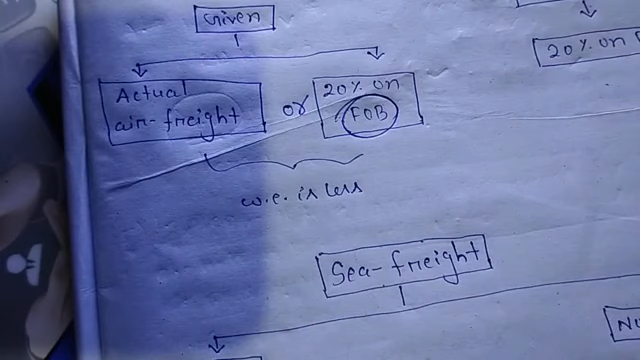 Given
20% on
Actual
air-freight
or
20% on
FOB
w.e. is less
Sea-freight